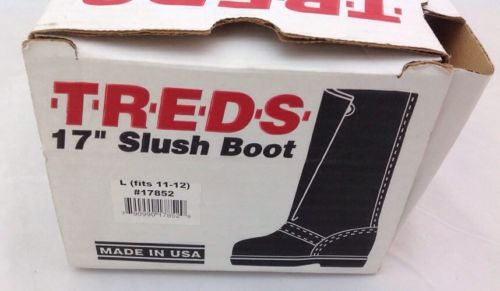 T·R·E·D·S
·T·R·E·D·S·
17" Slush Boot
L (fits 11-12)
#17852
MADE IN USA